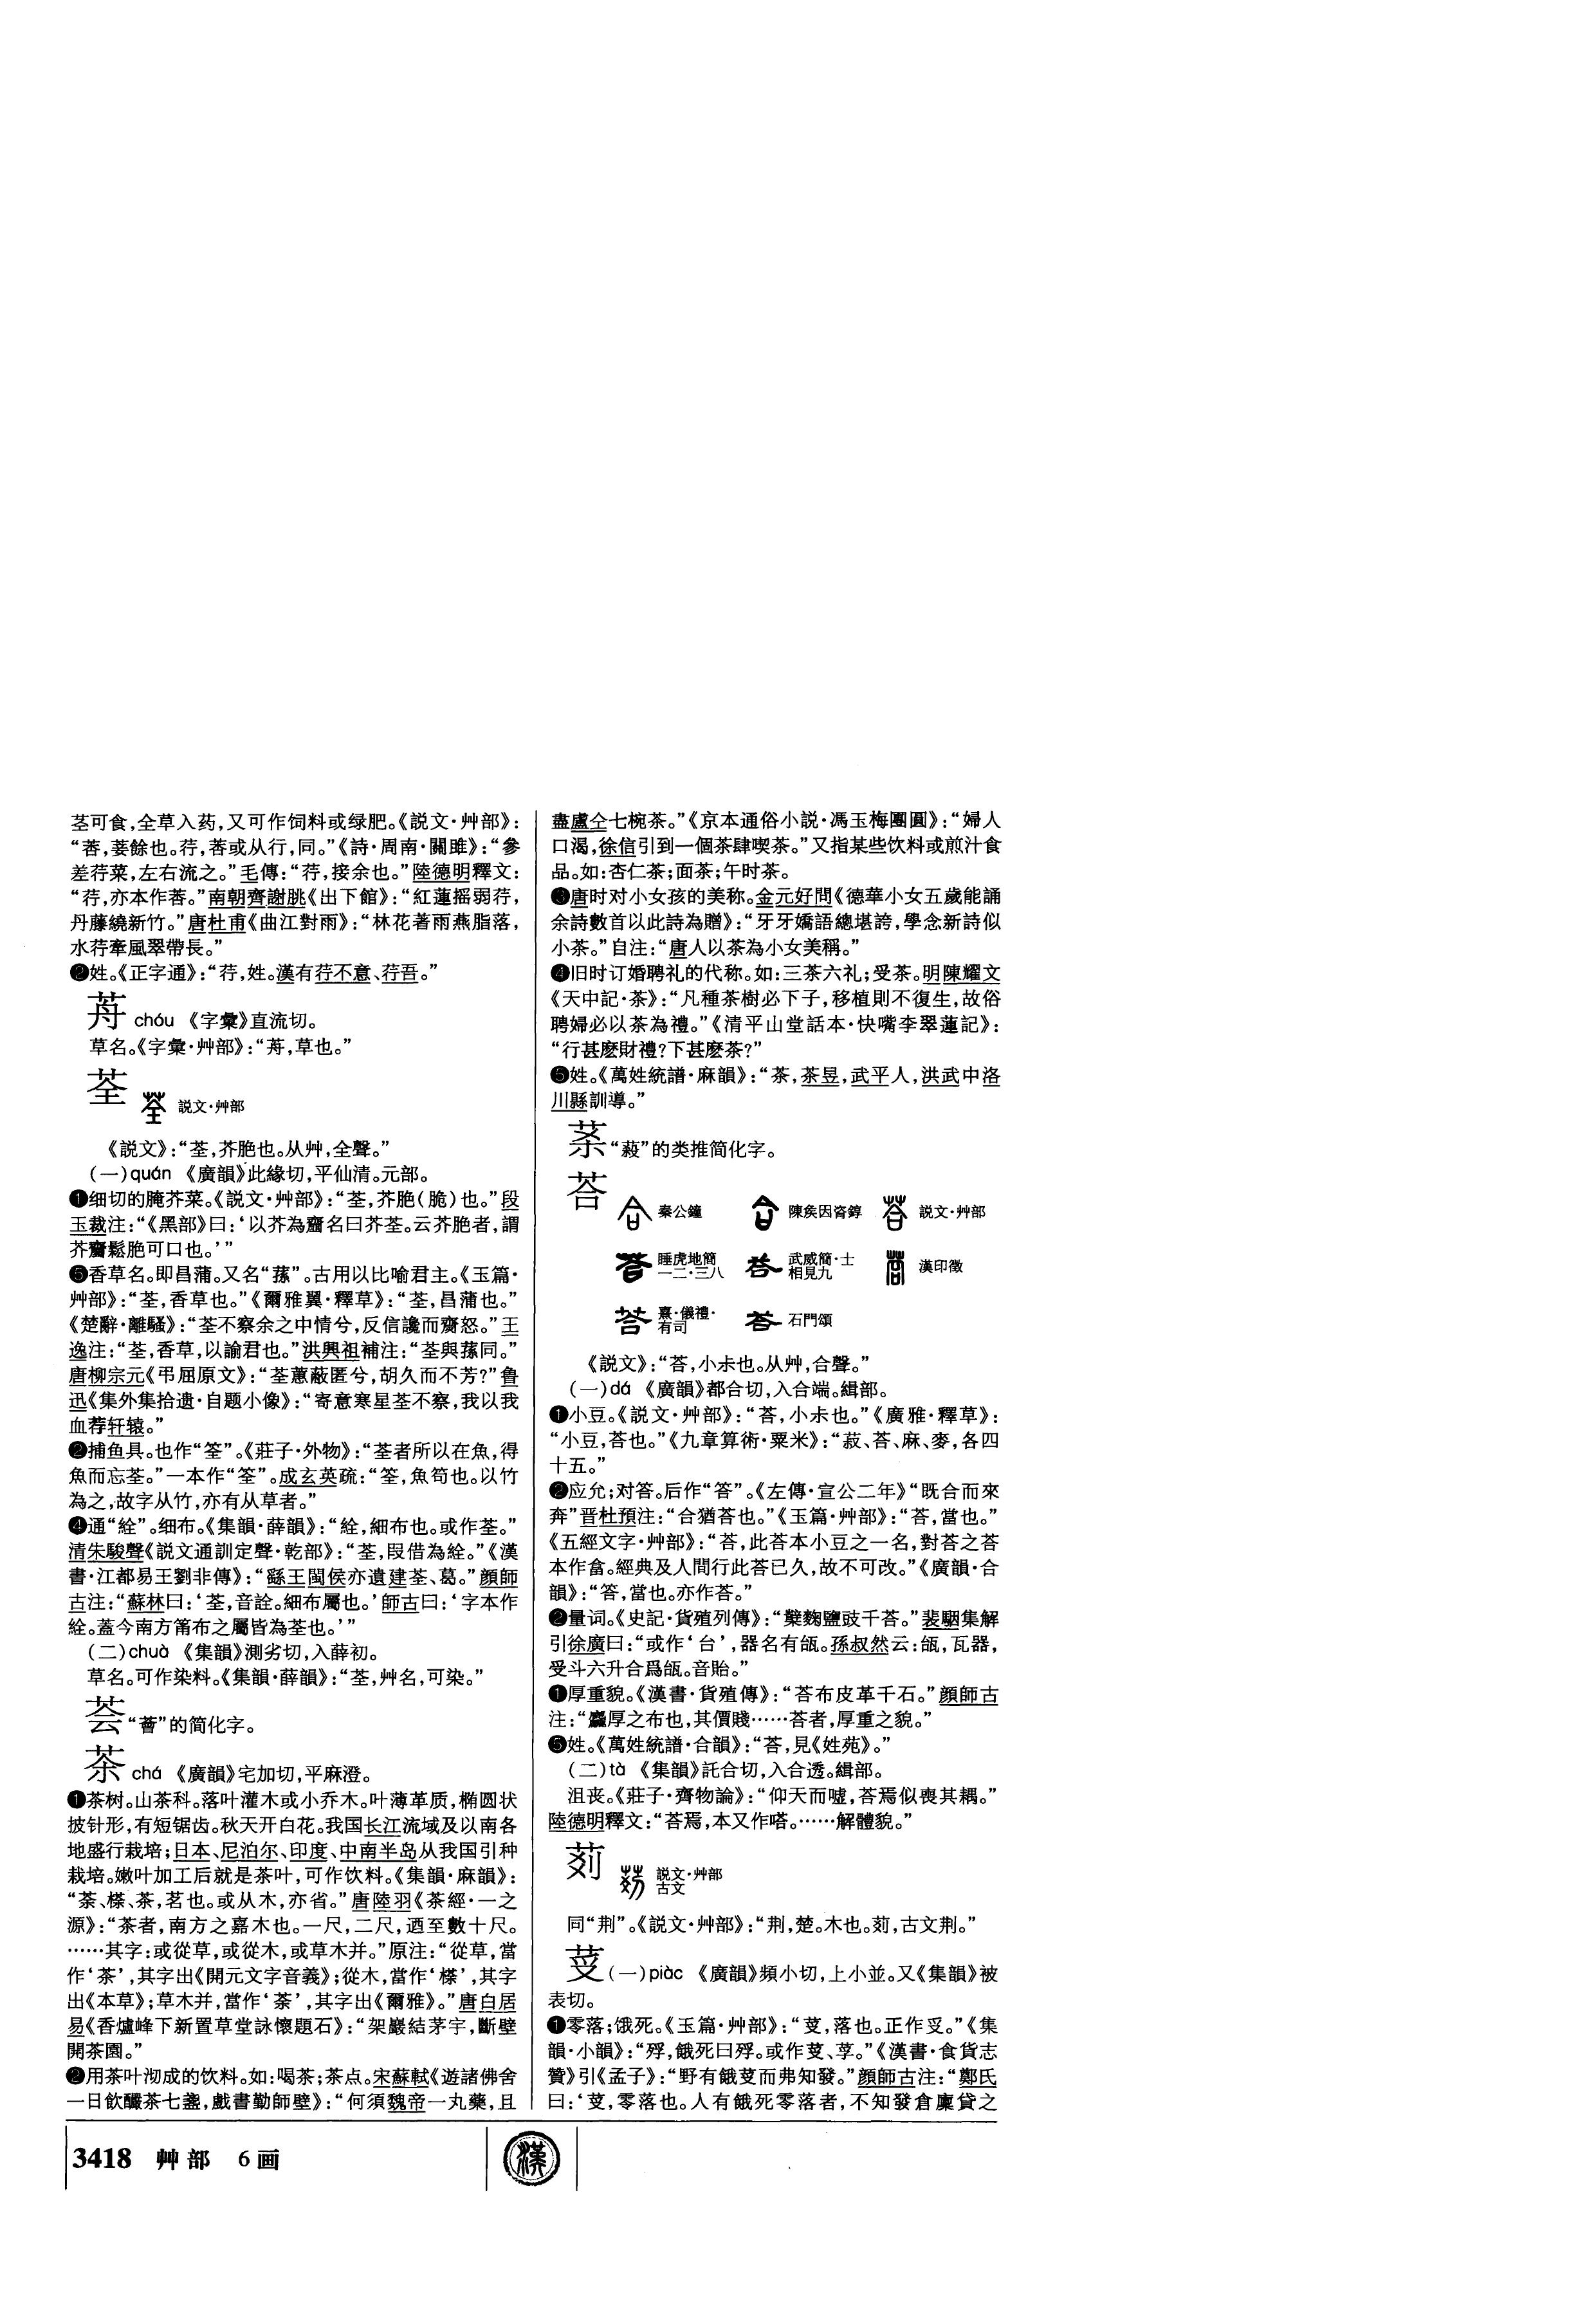 茎可食，全草入药，又可作饲料或绿肥。《説文·艸部》：
“莕，菨餘也。荇，莕或从行，同。”《詩·周南·關雎》：“參
差荇菜，左右流之。”毛傳：“荇，接余也。”陸德明釋文：
“荇，亦本作莕。”南朝齊謝朓《出下館》：“紅蓮摇弱荇，
丹藤繞新竹。”唐杜甫《曲江對雨》：“林花著雨燕脂落，
水荇牽風翠帶長。”
❷姓。《正字通》：“荇，姓。漢有荇不意、荇吾。”
荮 chóu 《字彙》直流切。
草名。《字彙·艸部》：“，草也。”
荃 説文·艸部
《説文》：“荃，芥脃也。从艸，全聲。”
（一）quán 《廣韻》此緣切，平仙清。元部。
❶细切的腌芥菜。《説文·艸部》：“荃，芥脃（脆）也。”段
玉裁注：“《黑部》曰：‘以芥為齏名曰芥荃。云芥脃者，謂
芥齏鬆脃可口也。’”
❺香草名。即昌蒲。又名“蓀”。古用以比喻君主。《玉篇·
艸部》：“荃，香草也。”《爾雅翼·釋草》：“荃，昌蒲也。”
《楚辭·離騷》：“荃不察余之中情兮，反信讒而齌怒。”王
逸注：“荃，香草，以諭君也。”洪興祖補注：“荃與蓀同。”
唐柳宗元《弔屈原文》：“荃蕙蔽匿兮，胡久而不芳？”鲁
迅《集外集拾遗·自题小像》：“寄意寒星荃不察，我以我
血荐轩辕。”
❷捕鱼具。也作“筌”。《莊子·外物》：“荃者所以在魚，得
魚而忘荃。”一本作“筌”。成玄英疏：“筌，魚笱也。以竹
為之，故字从竹，亦有从草者。”
❹通“絟”。细布。《集韻·薛韻》：“絟，細布也。或作荃。”
清朱駿聲《説文通訓定聲·乾部》：“荃，叚借為絟。”《漢
書·江都易王劉非傳》：“繇王閩侯亦遺建荃、葛。”顔師
古注：“蘇林曰：‘荃，音詮。細布屬也。’師古曰：‘字本作
絟。蓋今南方筩布之屬皆為荃也。’”
（二）chuà 《集韻》測劣切，入薛初。
草名。可作染料。《集韻·薛韻》：“荃，艸名，可染。”
荟 “薈”的简化字。
茶 chá 《廣韻》宅加切，平麻澄。
❶茶树。山茶科。落叶灌木或小乔木。叶薄革质，椭圆状
披针形，有短锯齿。秋天开白花。我国长江流域及以南各
地盛行栽培；日本、尼泊尔、印度、中南半岛从我国引种
栽培。嫩叶加工后就是茶叶，可作饮料。《集韻·麻韻》：
“荼、㮑、茶，茗也。或从木，亦省。”唐陸羽《茶經·一之
源》：“茶者，南方之嘉木也。一尺，二尺，迺至數十尺。
……其字：或從草，或從木，或草木并。”原注：“從草，當
作‘茶’，其字出《開元文字音義》；從木，當作‘㮑’，其字
出《本草》；草木并，當作‘荼’，其字出《爾雅》。”唐白居
易《香爐峰下新置草堂詠懷題石》：“架巖結茅宇，斷壁
開茶園。”
❷用茶叶沏成的饮料。如：喝茶；茶点。宋蘇軾《遊諸佛舍
一日飲釅茶七盞，戲書勤師壁》：“何須魏帝一丸藥，且
盡盧仝七椀茶。”《京本通俗小説·馮玉梅團圓》：“婦人
口渴，徐信引到一個茶肆喫茶。”又指某些饮料或煎汁食
品。如：杏仁茶；面茶；午时茶。
❸唐时对小女孩的美称。金元好問《德華小女五歲能誦
余詩數首以此詩為贈》：“牙牙嬌語總堪誇，學念新詩似
小茶。”自注：“唐人以茶為小女美稱。”
❹旧时订婚聘礼的代称。如：三茶六礼；受茶。明陳耀文
《天中記·茶》：“凡種茶樹必下子，移植則不復生，故俗
聘婦必以茶為禮。”《清平山堂話本·快嘴李翠蓮記》：
“行甚麽財禮？下甚麽茶？”
❺姓。《萬姓統譜·麻韻》：“茶，茶昱，武平人，洪武中洛
川縣訓導。”
“蔱”的类推简化字。
荅 秦公鐘 陳矦因𬁼錞 説文·艸部
睡虎地簡一二·三八 武威簡·士相見九 漢印徵
熹·儀禮·有司 石門頌
《説文》：“荅，小尗也。从艸，合聲。”
（一）dá 《廣韻》都合切，入合端。緝部。
❶小豆。《説文·艸部》：“荅，小尗也。”《廣雅·釋草》：
“小豆，荅也。”《九章算術·粟米》：“菽、荅、麻、麥，各四
十五。”
❷应允；对答。后作“答”。《左傳·宣公二年》“既合而來
奔”晋杜預注：“合猶荅也。”《玉篇·艸部》：“荅，當也。”
《五經文字·艸部》：“荅，此荅本小豆之一名，對荅之荅
本作畣。經典及人間行此荅已久，故不可改。”《廣韻·合
韻》：“答，當也。亦作荅。”
❷量词。《史記·貨殖列傳》：“糱麴鹽豉千荅。”裴駰集解
引徐廣曰：“或作‘台’，器名有瓵。孫叔然云：瓵，瓦器，
受斗六升合爲瓵。音貽。”
❶厚重貌。《漢書·貨殖傳》：“荅布皮革千石。”顔師古
注：“麤厚之布也，其價賤……荅者，厚重之貌。”
❺姓。《萬姓統譜·合韻》：“荅，見《姓苑》。”
（二）tà 《集韻》託合切，入合透。緝部。
沮丧。《莊子·齊物論》：“仰天而嘘，荅焉似喪其耦。”
陸德明釋文：“荅焉，本又作嗒。……解體貌。”
茢 説文·艸部古文
同“荆”。《説文·艸部》：“荆，楚。木也。，古文荆。”
荽 （一）piàc 《廣韻》頻小切，上小並。又《集韻》被
表切。
❶零落；饿死。《玉篇·艸部》：“芰，落也。正作𠬪。”《集
韻·小韻》：“殍，餓死曰殍。或作芰、莩。”《漢書·食貨志
贊》引《孟子》：“野有餓芰而弗知發。”顔師古注：“鄭氏
曰：‘芰，零落也。人有餓死零落者，不知發倉廩貸之
3418 艸部 6画
漢